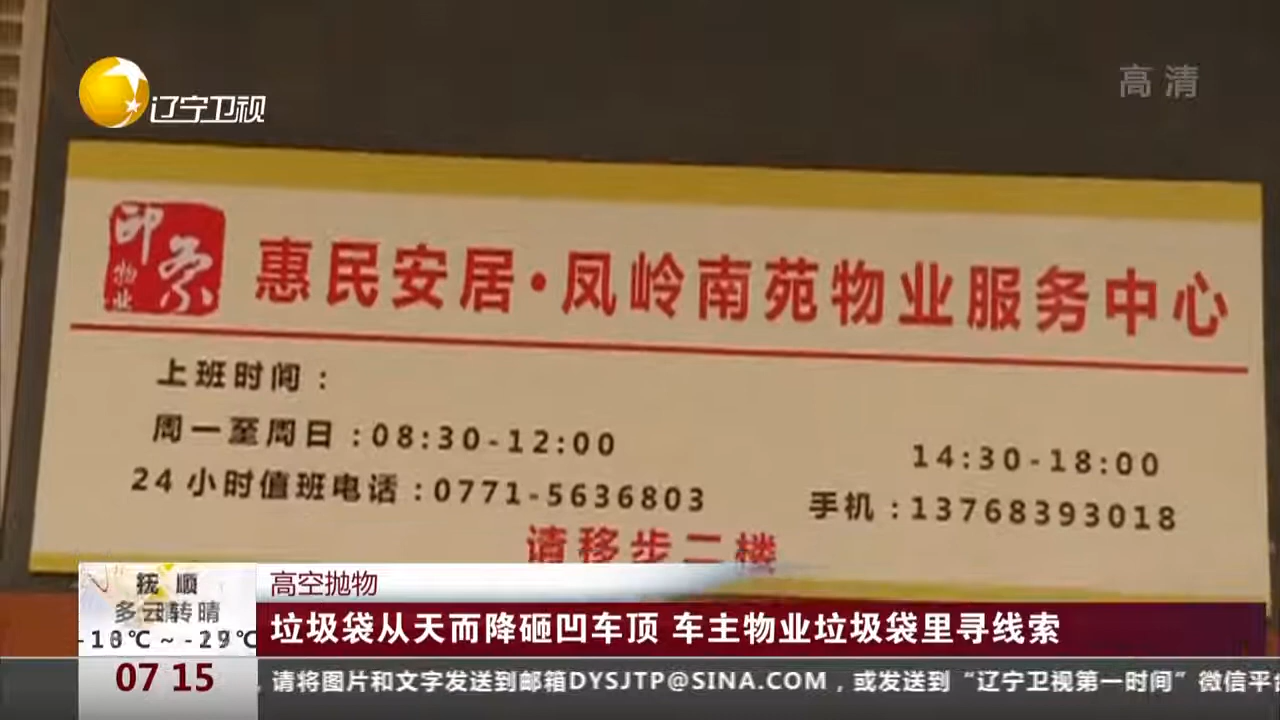 辽宁卫视
高清
印象
物业
惠民安居·凤岭南苑物业服务中心
上班时间：
周一至周日：08:30-12:00 14:30-18:00
24小时值班电话：0771-5636803 手机：13768393018
请移步二楼
抚顺
多云转晴
高空抛物
垃圾袋从天而降砸凹车顶 车主物业垃圾袋里寻线索
07 15
，请将图片和文字发送到邮箱DYSJTP@SINA.COM，或发送到“辽宁卫视第一时间”微信平台